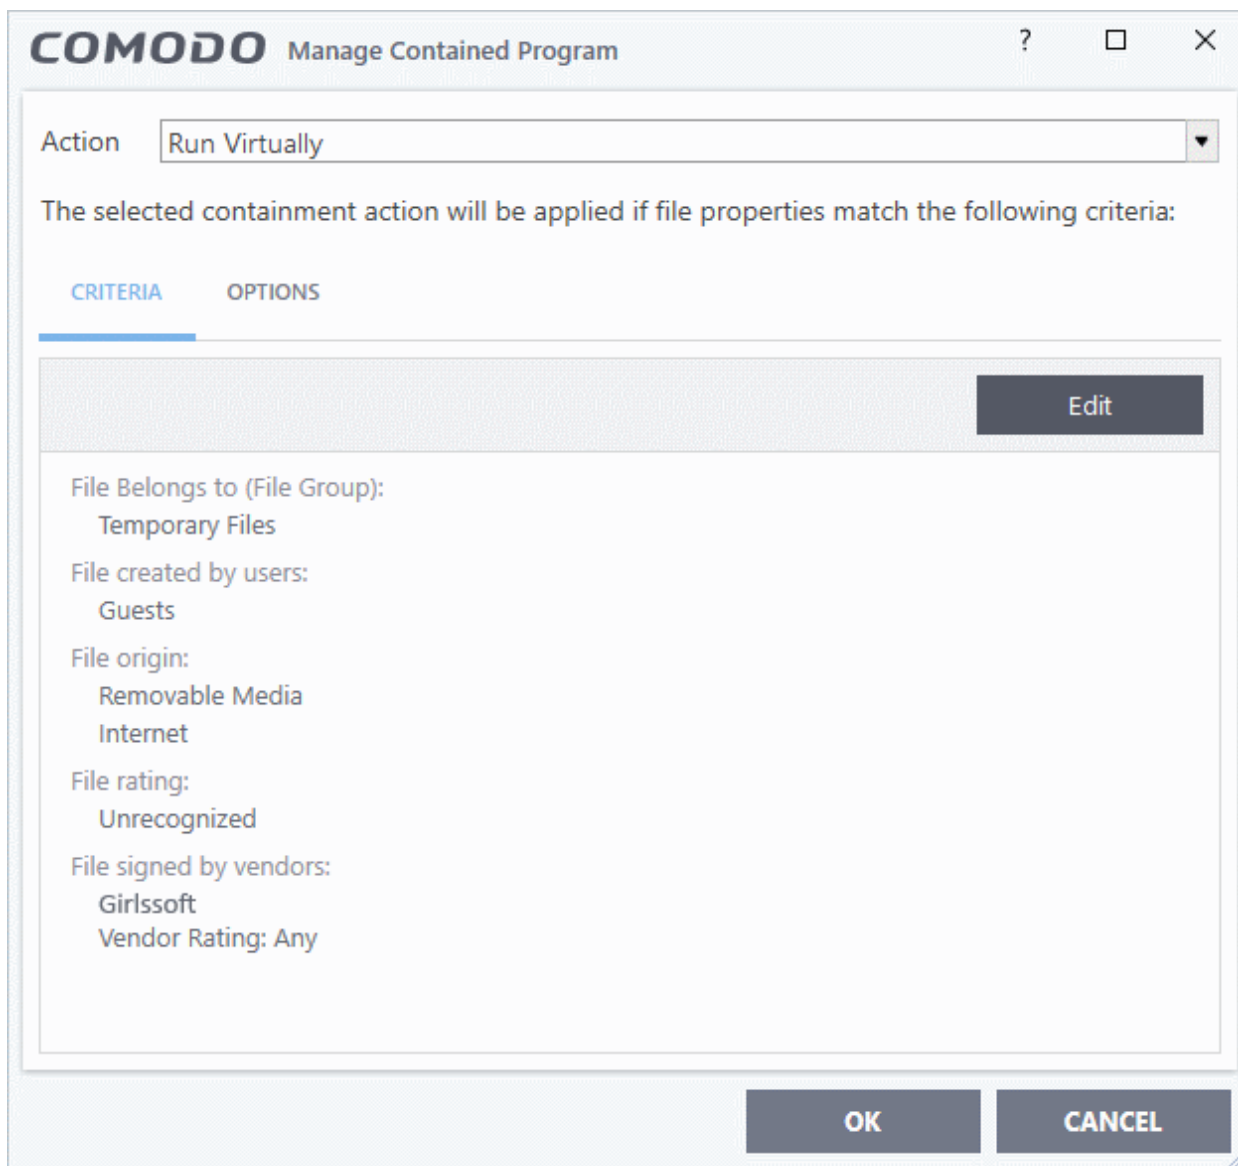 COMODO Manage Contained Program ?
Action Run Virtually
The selected containment action will be applied if file properties match the following criteria:
CRITERIA OPTIONS
Edit
File Belongs to (File Group):
Temporary Files
File created by users:
Guests
File origin:
Removable Media
Internet
File rating:
Unrecognized
File signed by vendors:
Girlssoft
Vendor Rating: Any
OK CANCEL